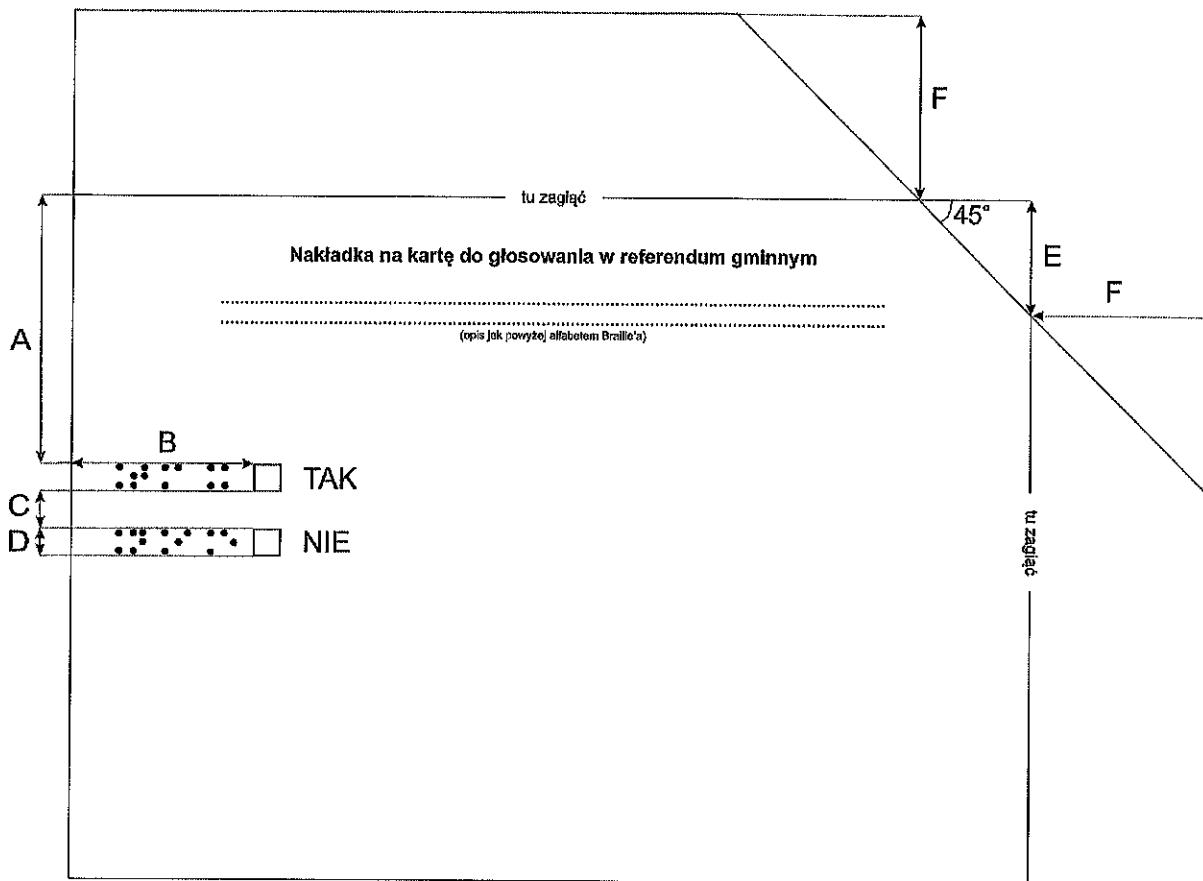 F
tu zagiąć
45°
Nakładka na kartę do głosowania w referendum gminnym
E
F
A
(opis jak powyżej alfabetem Braille'a)
B
TAK
C
D
NIE
tu zagiąć